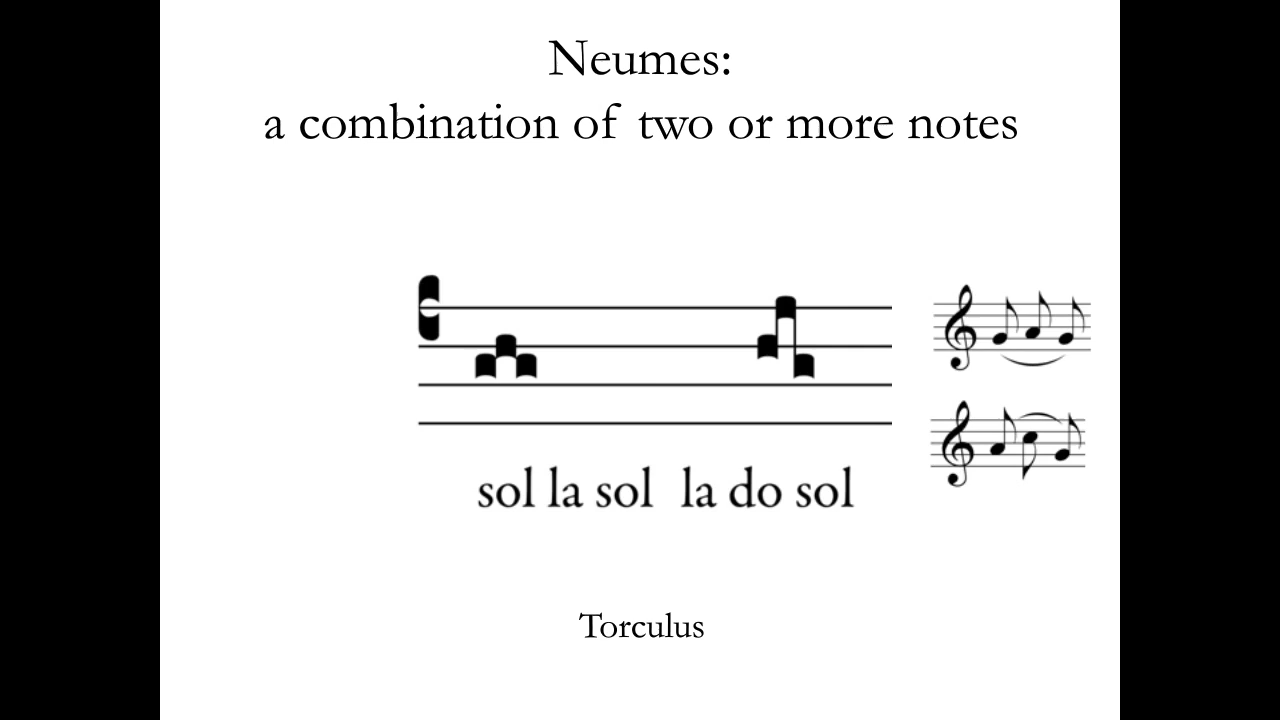 Neumes:
a combination of two or more notes
sol la sol la do sol
Torculus